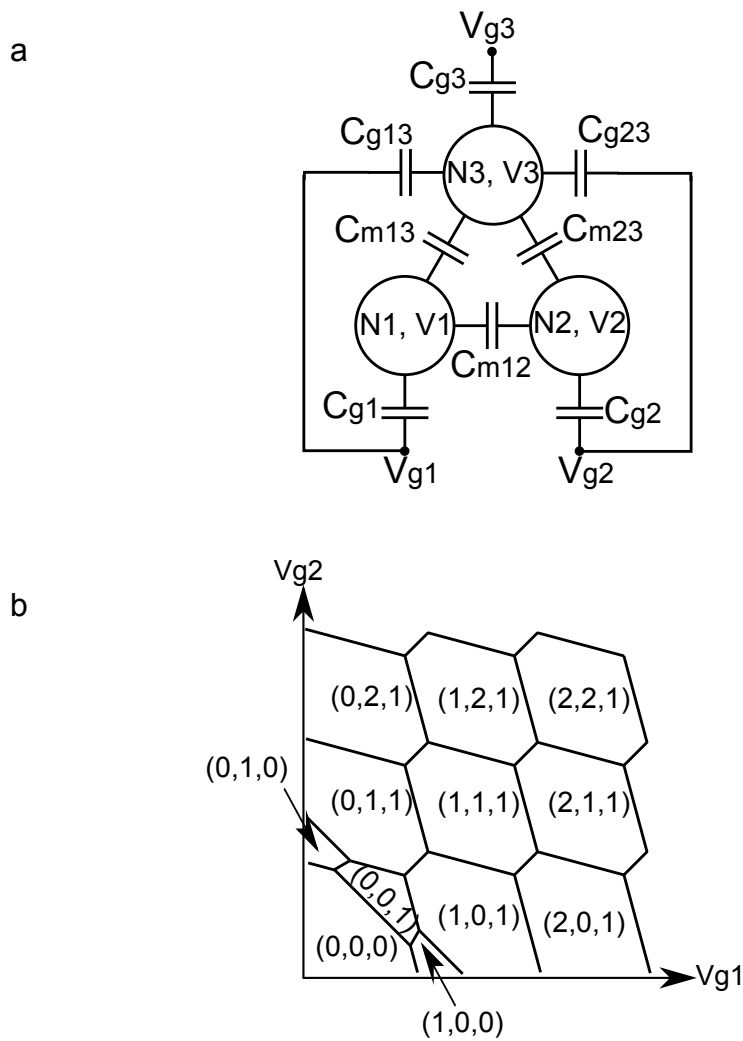 a
Vg3
Cg3
Cg13
Cg23
N3, V3
Cm13
Cm23
N1, V1
N2, V2
Cm12
Cg1
Cg2
Vg1
Vg2
b
Vg2
(0,2,1)
(1,2,1)
(2,2,1)
(0,1,0)
(0,1,1)
(1,1,1)
(2,1,1)
(0,0,1)
(0,0,0)
(1,0,1)
(2,0,1)
Vg1
(1,0,0)